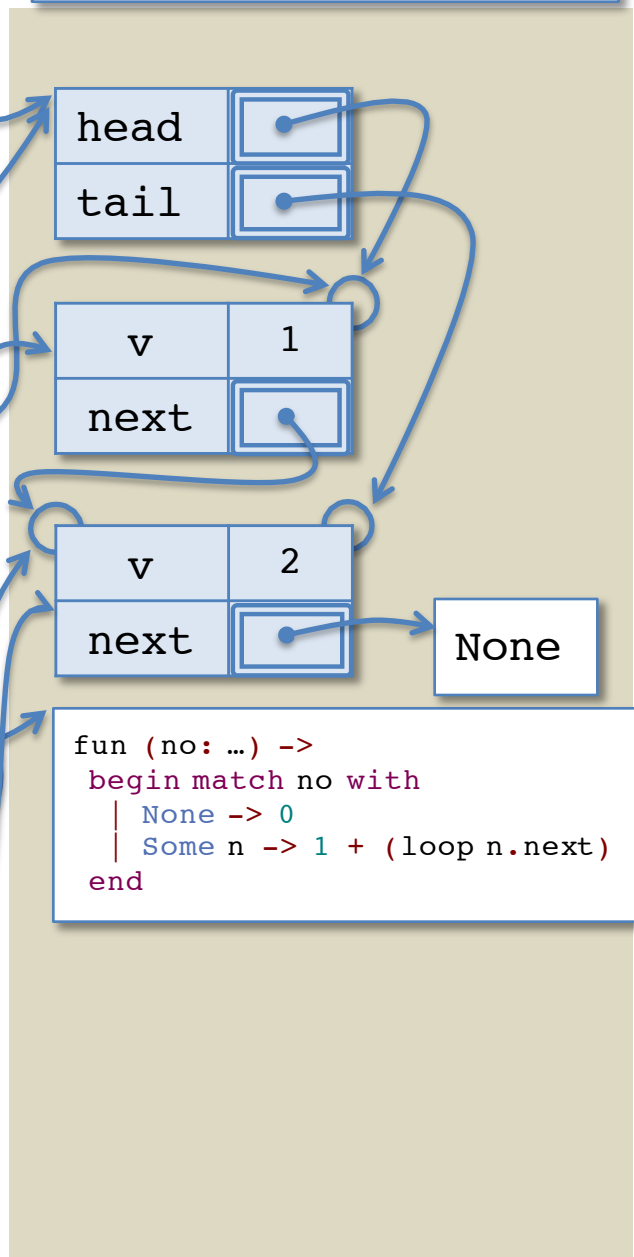 head
tail
v 1
next
v 2
next
None
fun (no: …) ->
begin match no with
| None -> 0
| Some n -> 1 + (loop n.next)
end